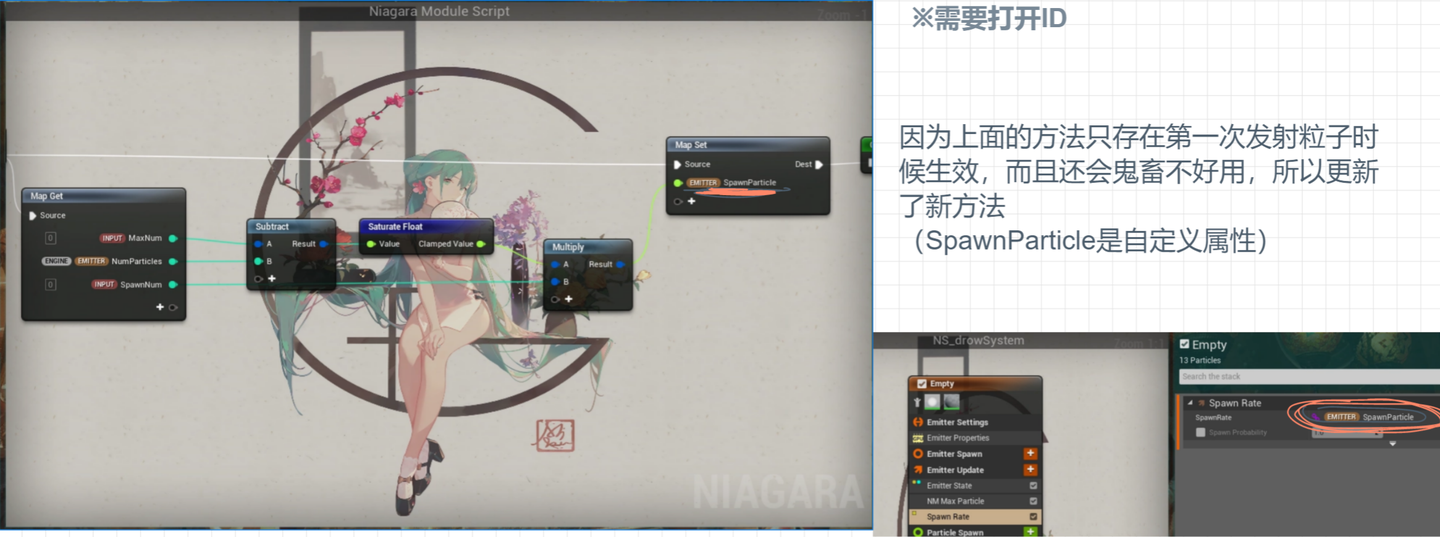 Niagara Module Script
Zoom -1
Map Get
Source
0 INPUT MaxNum
ENGINE EMITTER NumParticles
0 INPUT SpawnNum
Subtract
A Result
B
Saturate Float
Value Clamped Value
Multiply
A Result
B
Map Set
Source Dest
EMITTER SpawnParticle
NIAGARA
※需要打开ID
因为上面的方法只存在第一次发射粒子时
候生效，而且还会鬼畜不好用，所以更新
了新方法
（SpawnParticle是自定义属性）
NS_drowSystem
Zoom 1:1
Empty
Emitter Settings
Emitter Properties
Emitter Spawn
Emitter Update
Emitter State
NM Max Particle
Spawn Rate
Particle Spawn
Empty
13 Particles
Search the stack
Spawn Rate
SpawnRate EMITTER SpawnParticle
Spawn Probability